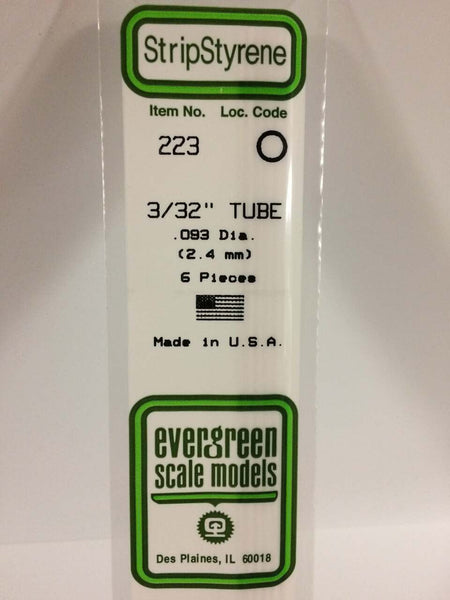 StripStyrene
Item No. Loc. Code
223 O
3/32" TUBE
.093 Dia.
(2.4 mm)
6 Pieces
Made in U.S.A.
evergreen
scale models
Des Plaines, IL 60018